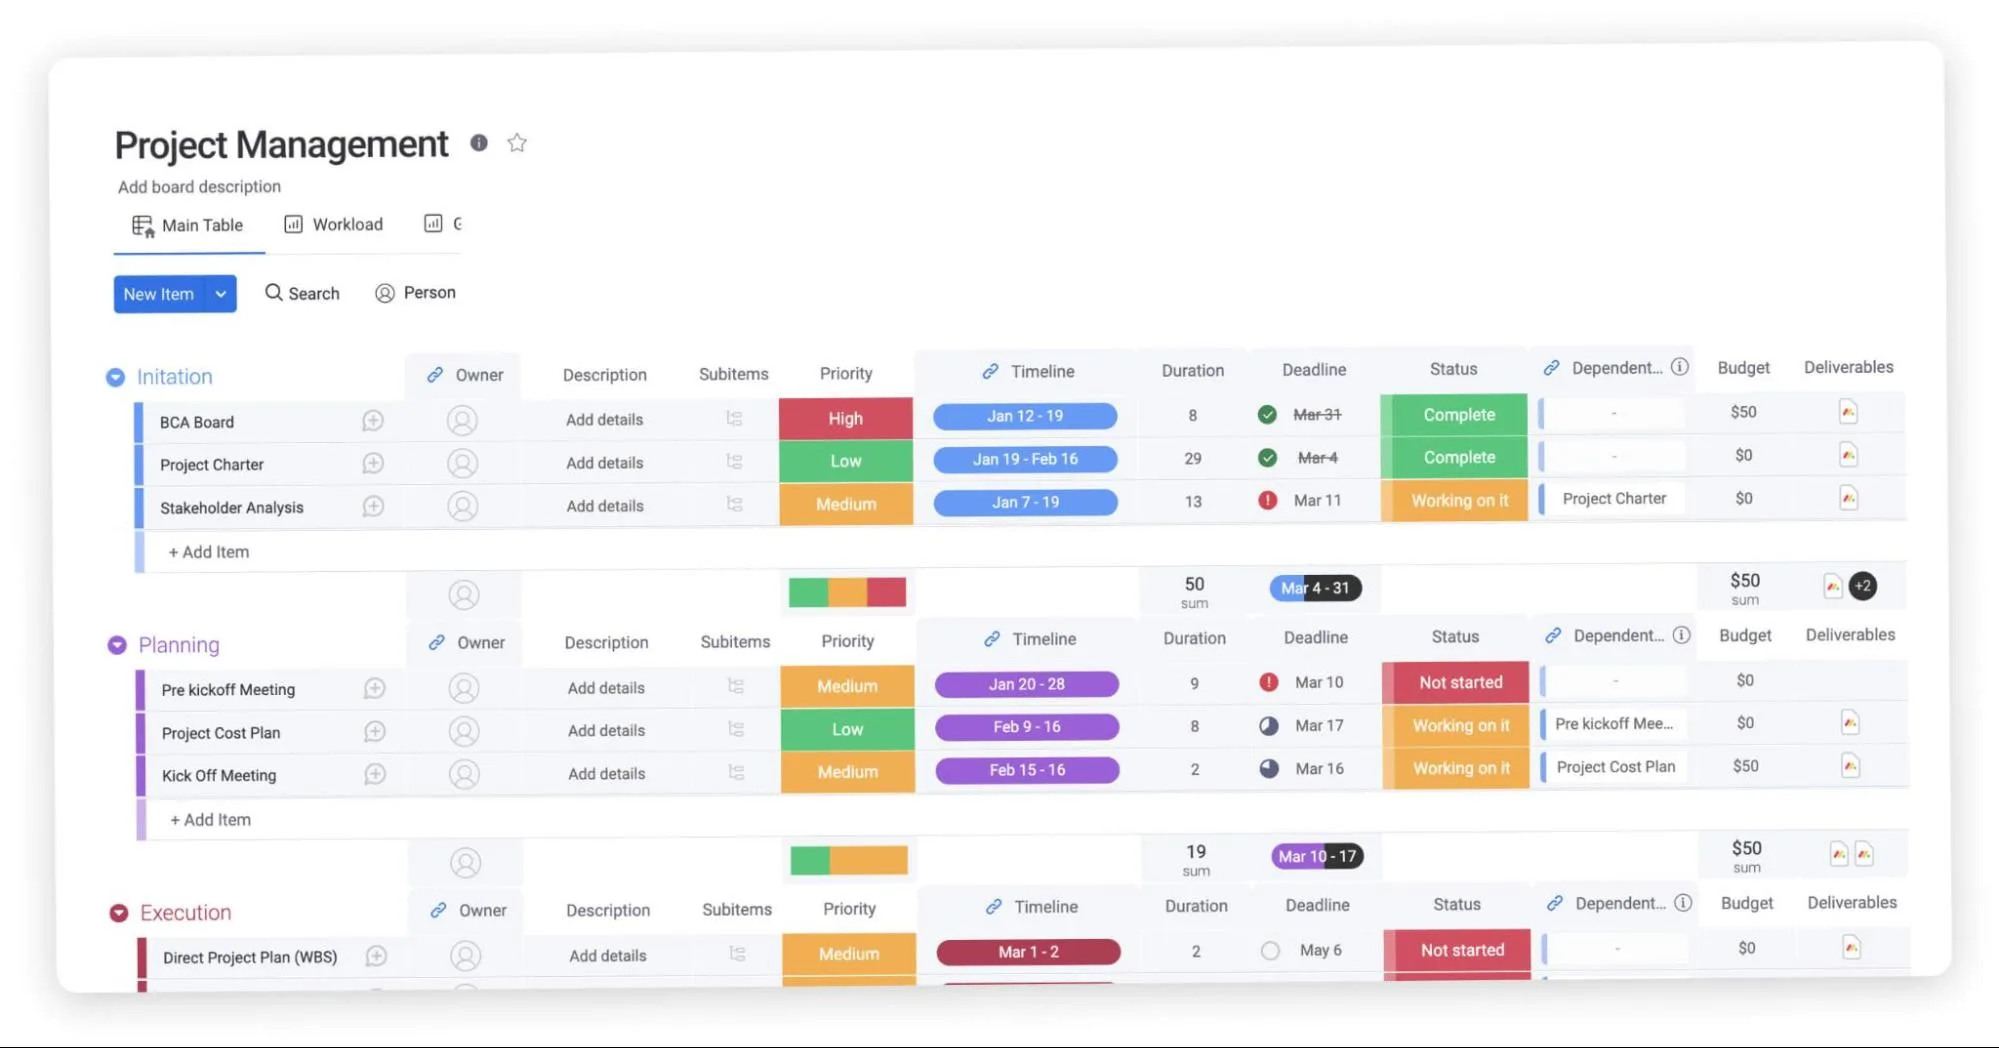 Project Management
Add board description
Main Table Workload
New Item Search Person
Initation Owner Description Subitems Priority Timeline Duration Deadline Status Dependent... Budget Deliverables
BCA Board Add details High Jan 12 - 19 8 Mar 31 Complete - $50
Project Charter Add details Low Jan 19 - Feb 16 29 Mar 4 Complete - $0
Stakeholder Analysis Add details Medium Jan 7 - 19 13 ! Mar 11 Working on it Project Charter $0
+ Add Item
50 Mar 4 - 31 $50 +2
sum sum
Planning Owner Description Subitems Priority Timeline Duration Deadline Status Dependent... Budget Deliverables
Pre kickoff Meeting Add details Medium Jan 20 - 28 9 ! Mar 10 Not started - $0
Project Cost Plan Add details Low Feb 9 - 16 8 Mar 17 Working on it Pre kickoff Mee... $0
Kick Off Meeting Add details Medium Feb 15 - 16 2 Mar 16 Working on it Project Cost Plan $50
+ Add Item
19 Mar 10 - 17 $50
sum sum
Execution Owner Description Subitems Priority Timeline Duration Deadline Status Dependent... Budget Deliverables
Direct Project Plan (WBS) Add details Medium Mar 1 - 2 2 May 6 Not started - $0